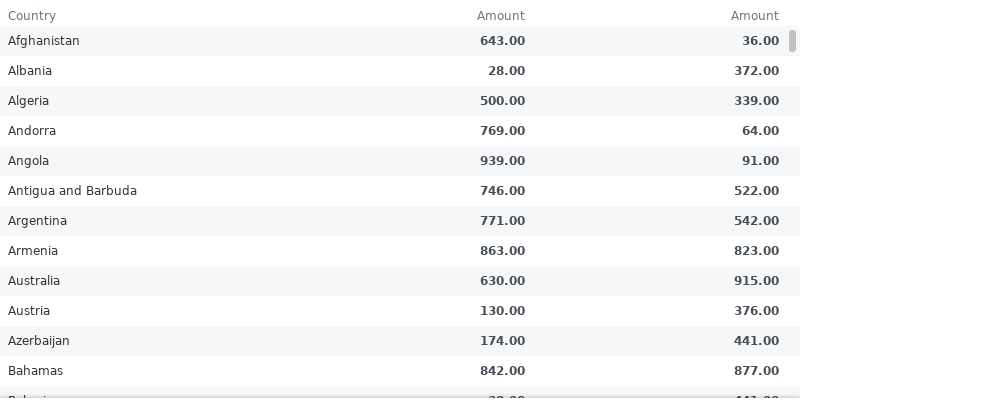 Country Amount Amount
Afghanistan 643.00 36.00
Albania 28.00 372.00
Algeria 500.00 339.00
Andorra 769.00 64.00
Angola 939.00 91.00
Antigua and Barbuda 746.00 522.00
Argentina 771.00 542.00
Armenia 863.00 823.00
Australia 630.00 915.00
Austria 130.00 376.00
Azerbaijan 174.00 441.00
Bahamas 842.00 877.00